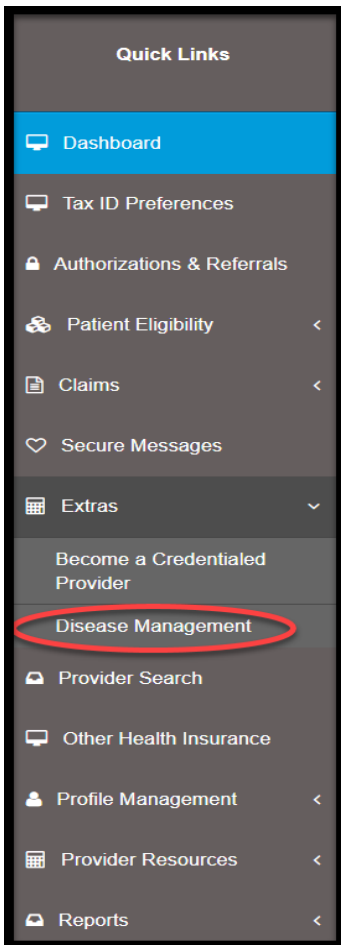 Quick Links
Dashboard
Tax ID Preferences
Authorizations & Referrals
Patient Eligibility
Claims
Secure Messages
Extras
Become a Credentialed
Provider
Disease Management
Provider Search
Other Health Insurance
Profile Management
Provider Resources
Reports